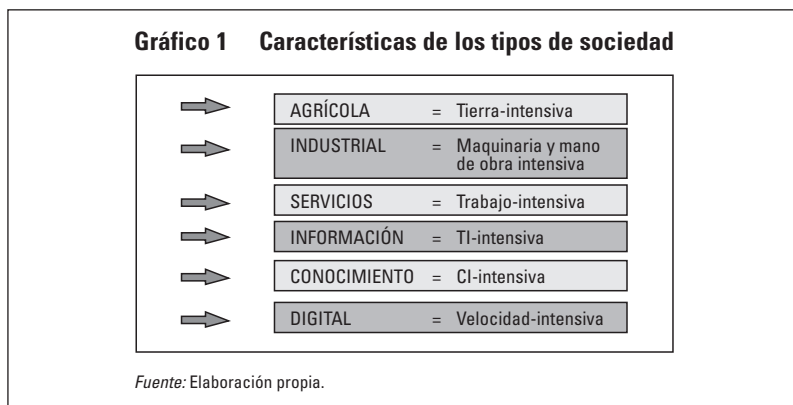 Gráfico 1 Características de los tipos de sociedad
AGRÍCOLA = Tierra-intensiva
INDUSTRIAL = Maquinaria y mano
de obra intensiva
SERVICIOS = Trabajo-intensiva
INFORMACIÓN = TI-intensiva
CONOCIMIENTO = CI-intensiva
DIGITAL = Velocidad-intensiva
Fuente: Elaboración propia.